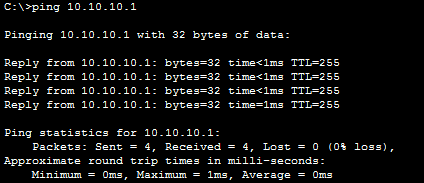 C:\>ping 10.10.10.1
Pinging 10.10.10.1 with 32 bytes of data:
Reply from 10.10.10.1: bytes=32 time<1ms TTL=255
Reply from 10.10.10.1: bytes=32 time<1ms TTL=255
Reply from 10.10.10.1: bytes=32 time<1ms TTL=255
Reply from 10.10.10.1: bytes=32 time=1ms TTL=255
Ping statistics for 10.10.10.1:
    Packets: Sent = 4, Received = 4, Lost = 0 (0% loss),
Approximate round trip times in milli-seconds:
    Minimum = 0ms, Maximum = 1ms, Average = 0ms